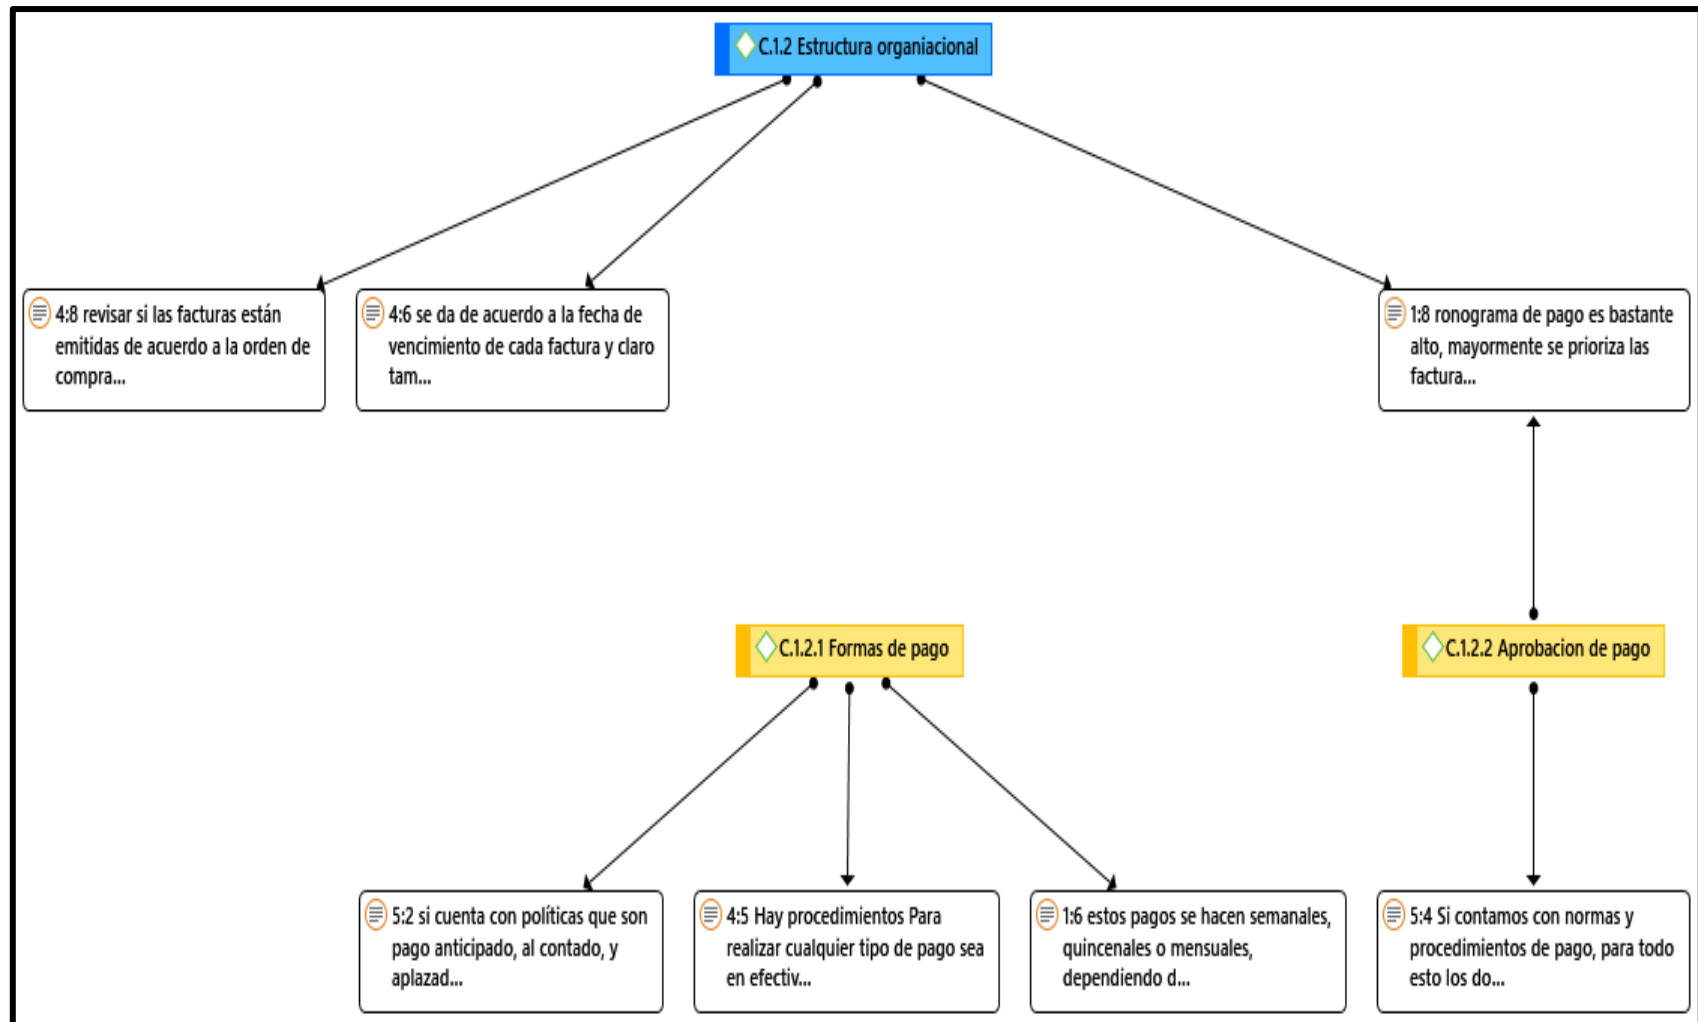 C.1.2 Estructura organiacional
4:8 revisar si las facturas están
emitidas de acuerdo a la orden de
compra...
4:6 se da de acuerdo a la fecha de
vencimiento de cada factura y claro
tam...
1:8 ronograma de pago es bastante
alto, mayormente se prioriza las
factura...
C.1.2.1 Formas de pago
C.1.2.2 Aprobacion de pago
5:2 si cuenta con políticas que son
pago anticipado, al contado, y
aplazad...
4:5 Hay procedimientos Para
realizar cualquier tipo de pago sea
en efectiv...
1:6 estos pagos se hacen semanales,
quincenales o mensuales,
dependiendo d...
5:4 Si contamos con normas y
procedimientos de pago, para todo
esto los do...